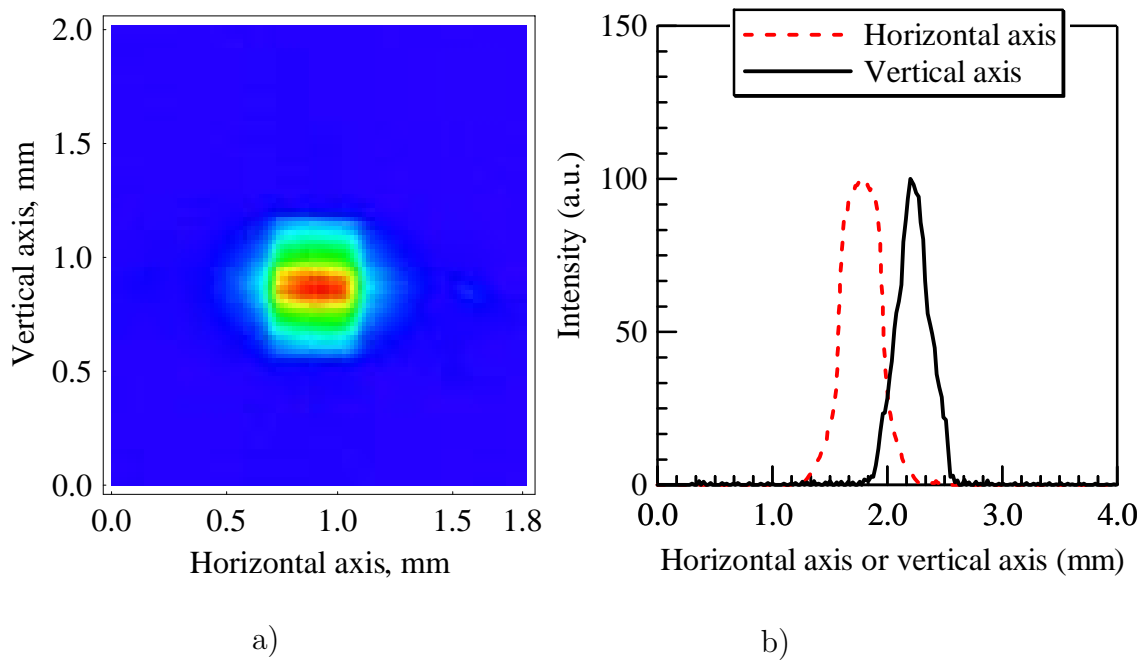 2.0
1.5
1.0
0.5
0.0
Vertical axis, mm
0.0 0.5 1.0 1.5 1.8
Horizontal axis, mm
a)
Horizontal axis
Vertical axis
150
100
50
0
Intensity (a.u.)
0.0 1.0 2.0 3.0 4.0
Horizontal axis or vertical axis (mm)
b)